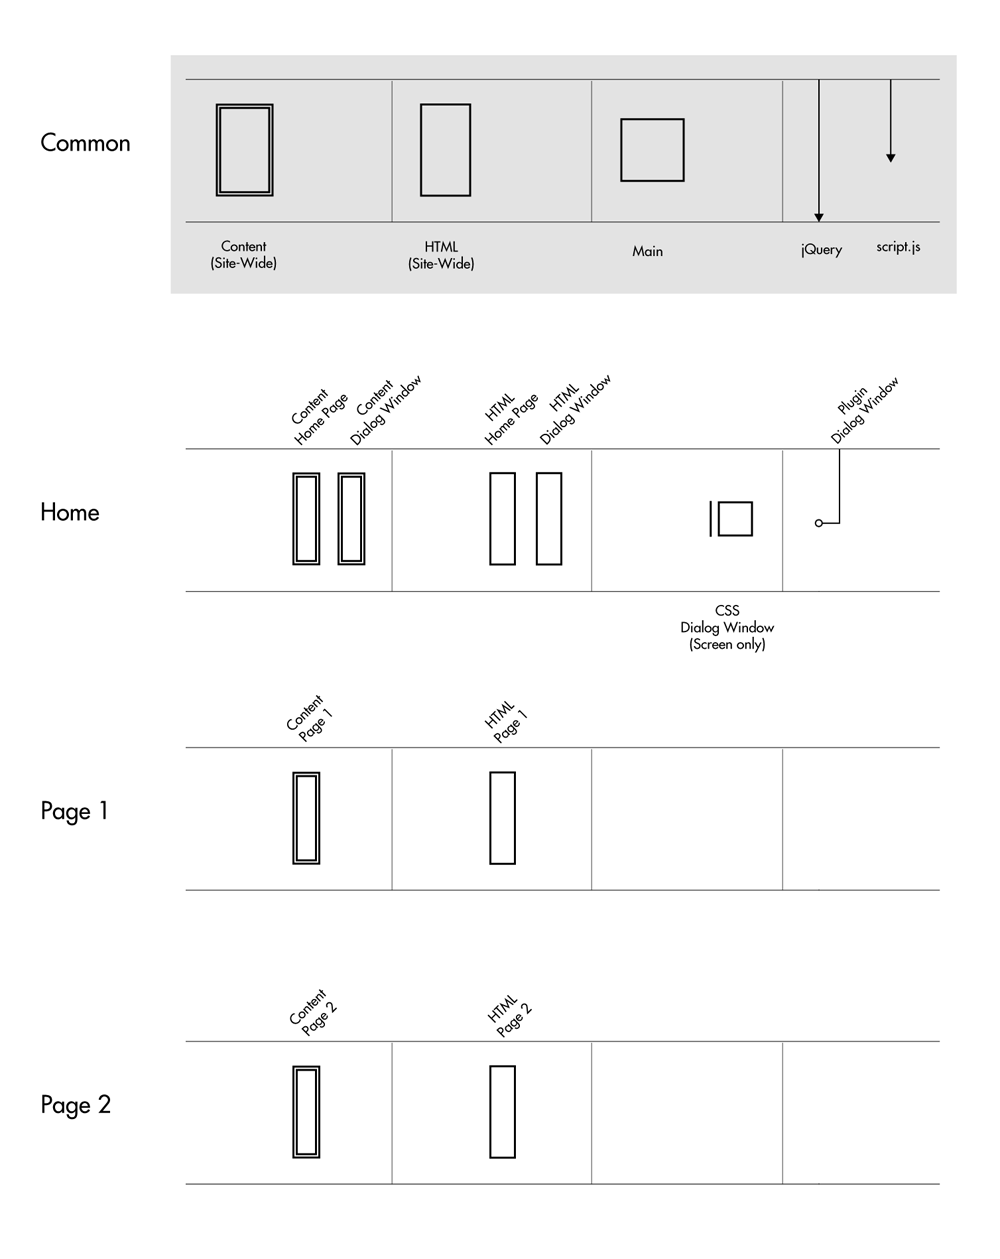 Common
Content
(Site-Wide)
HTML
(Site-Wide)
Main
jQuery
script.js
Content
Home Page
Content
Dialog Window
HTML
Home Page
HTML
Dialog Window
Plugin
Dialog Window
Home
CSS
Dialog Window
(Screen only)
Content
Page 1
HTML
Page 1
Page 1
Content
Page 2
HTML
Page 2
Page 2